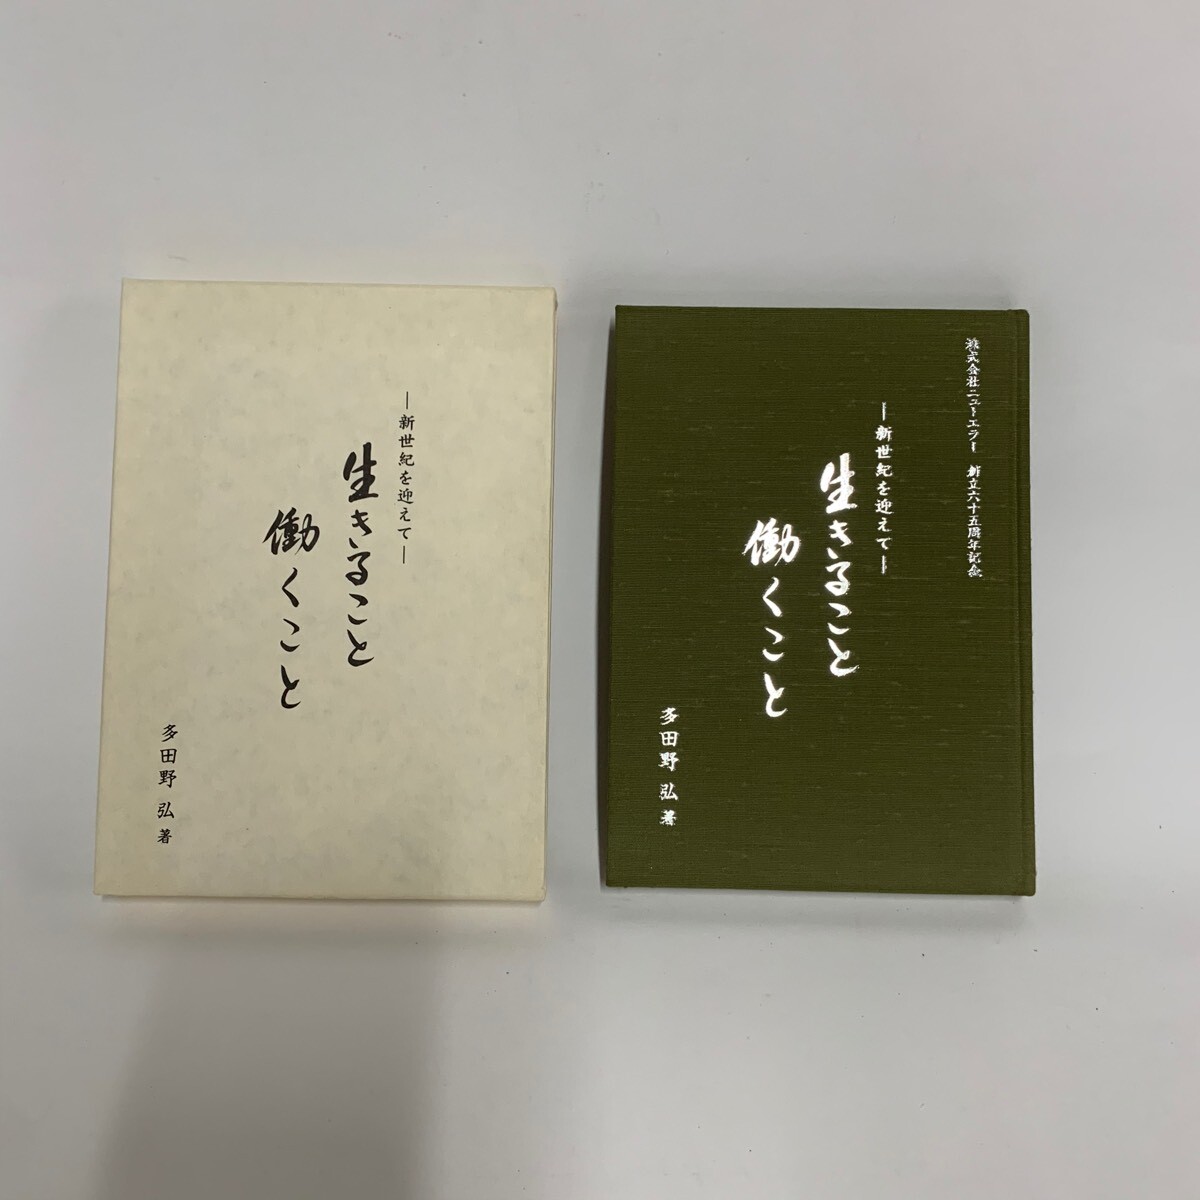 ―新世紀を迎えて―
生きること
働くこと
多田野 弘 著
株式会社ニューエラー 創立六十五周年記念
―新世紀を迎えて―
生きること
働くこと
多田野 弘 著